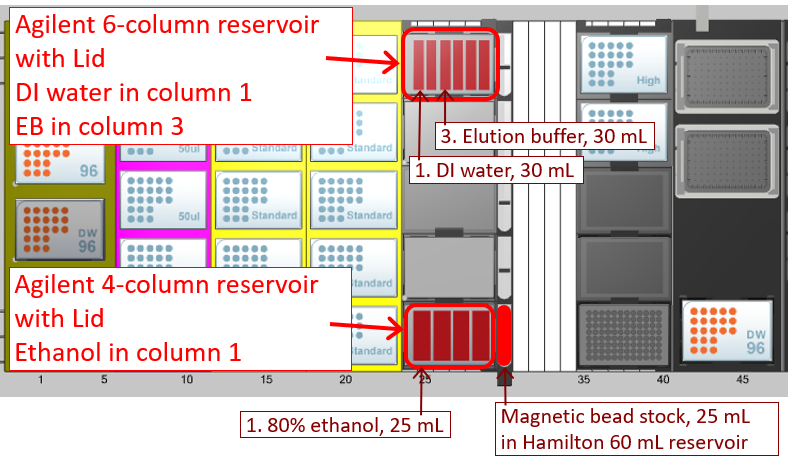 Agilent 6-column reservoir
with Lid
DI water in column 1
EB in column 3
High
3. Elution buffer, 30 mL
1. DI water, 30 mL
96
50ul
High
50ul
Standard
Standard
DW
96
Agilent 4-column reservoir
with Lid
Ethanol in column 1
Standard
DW
96
1
5
10
15
20
25
35
40
45
1. 80% ethanol, 25 mL
Magnetic bead stock, 25 mL
in Hamilton 60 mL reservoir